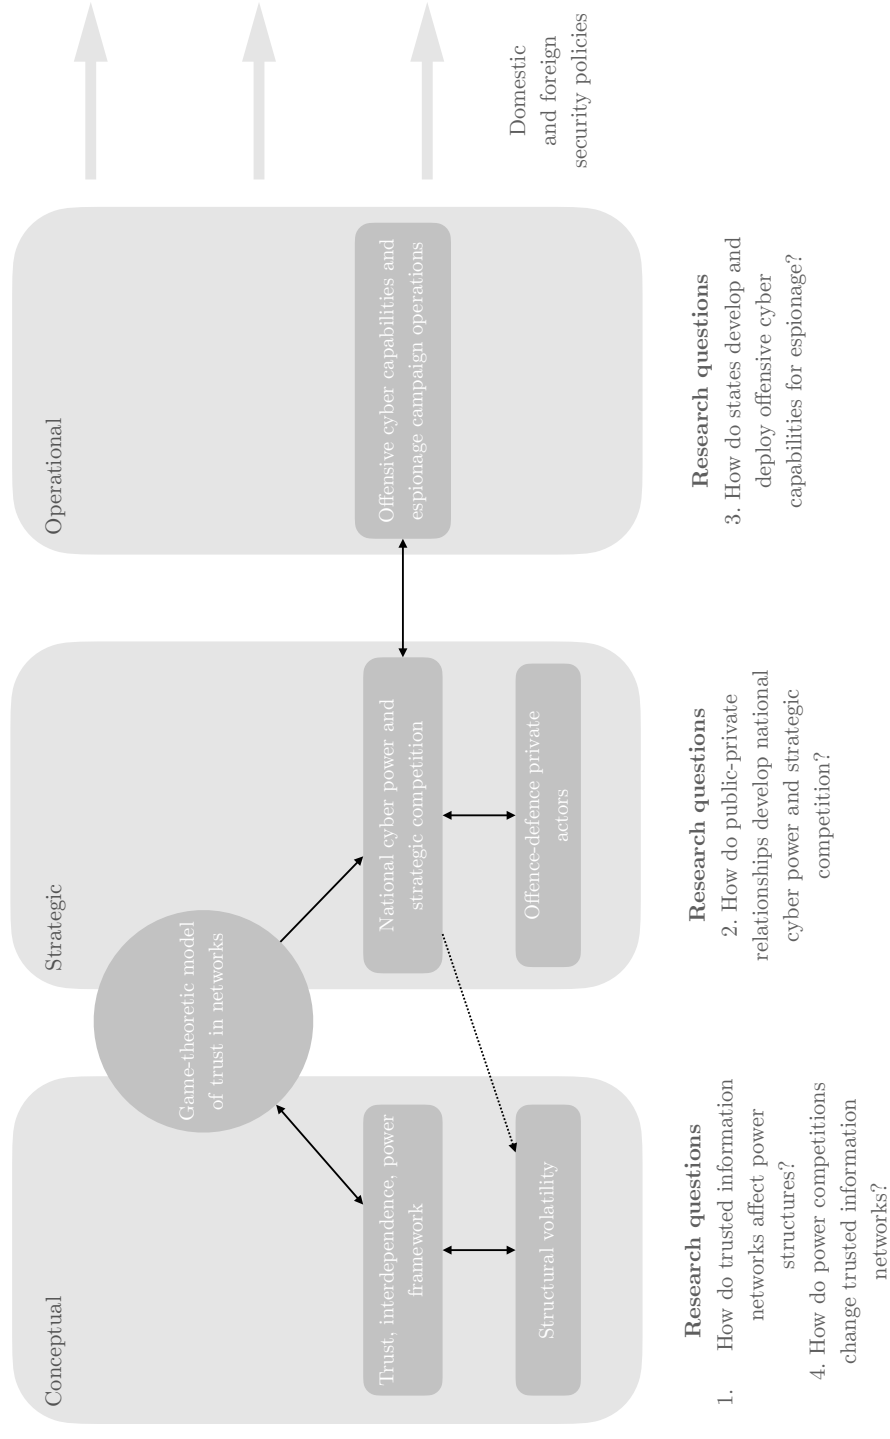 Conceptual
Game-theoretic model
of trust in networks
Trust, interdependence, power
framework
Structural volatility
Research questions
1. How do trusted information
networks affect power
structures?
4. How do power competitions
change trusted information
networks?
Strategic
National cyber power and
strategic competition
Offence-defence private
actors
Research questions
2. How do public-private
relationships develop national
cyber power and strategic
competition?
Operational
Offensive cyber capabilities and
espionage campaign operations
Research questions
3. How do states develop and
deploy offensive cyber
capabilities for espionage?
Domestic
and foreign
security policies